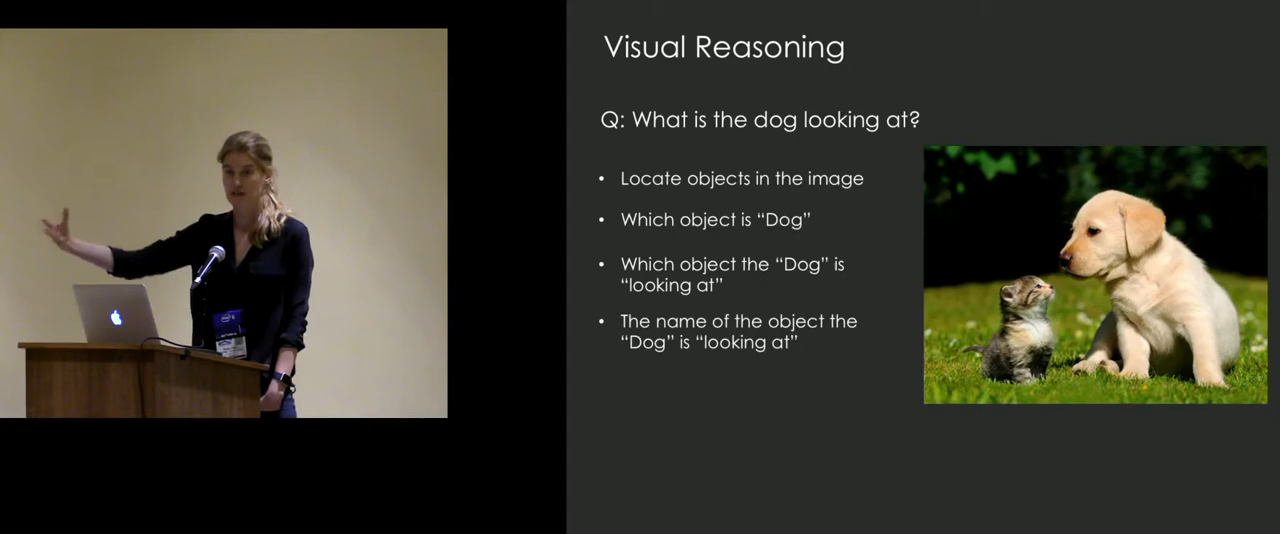 Visual Reasoning
Q: What is the dog looking at?
• Locate objects in the image
• Which object is “Dog”
• Which object the “Dog” is
“looking at”
• The name of the object the
“Dog” is “looking at”